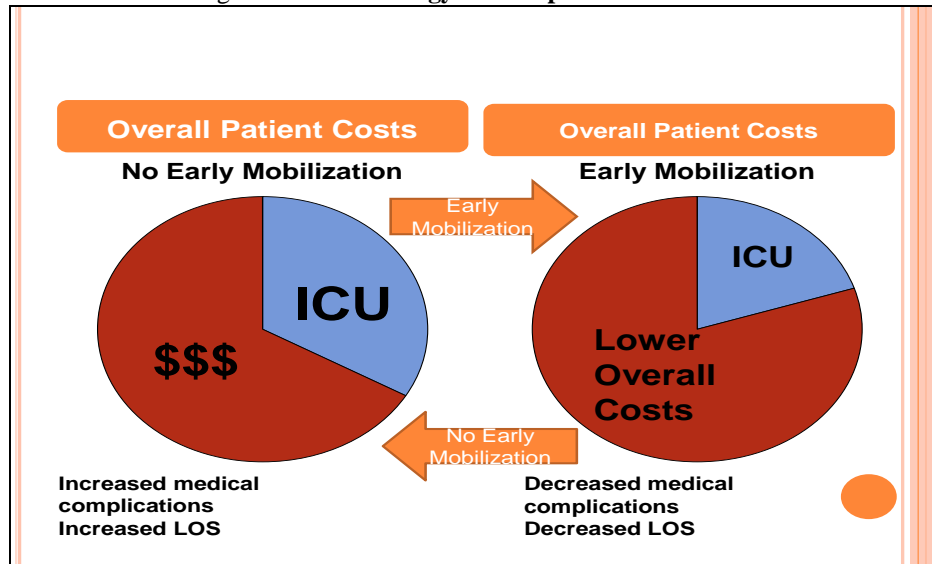 Overall Patient Costs
No Early Mobilization
ICU
$$$
Increased medical
complications
Increased LOS
Early
Mobilization
No Early
Mobilization
Overall Patient Costs
Early Mobilization
ICU
Lower
Overall
Costs
Decreased medical
complications
Decreased LOS